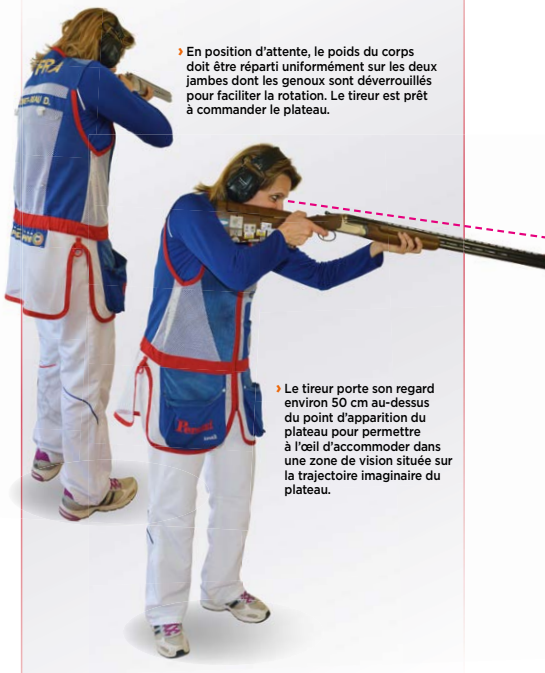 › En position d'attente, le poids du corps
doit être réparti uniformément sur les deux
jambes dont les genoux sont déverrouillés
pour faciliter la rotation. Le tireur est prêt
à commander le plateau.
FRA
› Le tireur porte son regard
environ 50 cm au-dessus
du point d'apparition du
plateau pour permettre
à l'œil d'accommoder dans
une zone de vision située sur
la trajectoire imaginaire du
plateau.